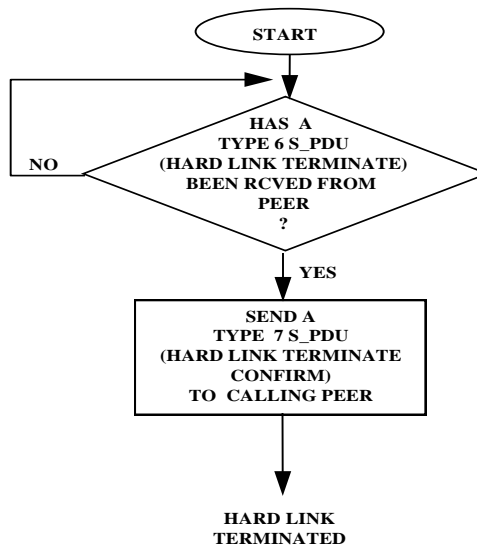 START
HAS A
TYPE 6 S_PDU
(HARD LINK TERMINATE)
BEEN RCVED FROM
PEER
?
NO
YES
SEND A
TYPE 7 S_PDU
(HARD LINK TERMINATE
CONFIRM)
TO CALLING PEER
HARD LINK
TERMINATED